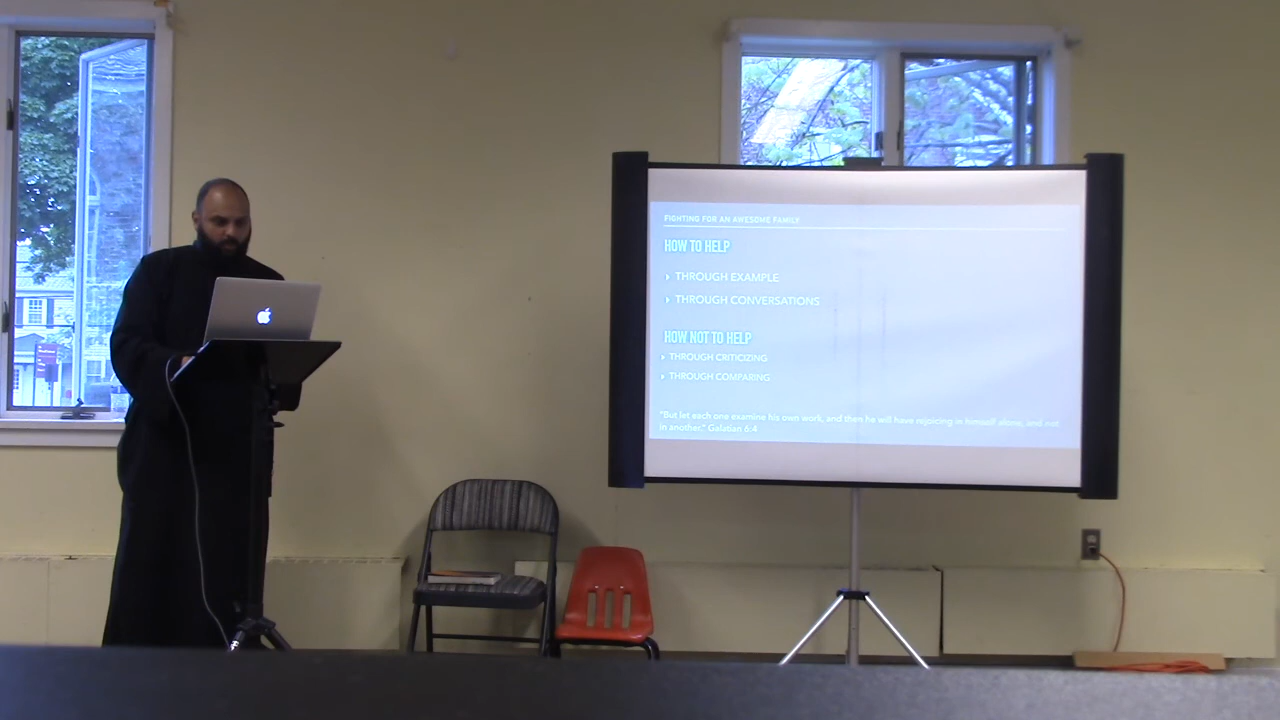 FIGHTING FOR AN AWESOME FAMILY
HOW TO HELP
THROUGH EXAMPLE
THROUGH CONVERSATIONS
HOW NOT TO HELP
THROUGH CRITICIZING
THROUGH COMPARING
"But let each one examine his own work, and then he will have rejoicing in himself alone, and not
in another." Galatian 6:4